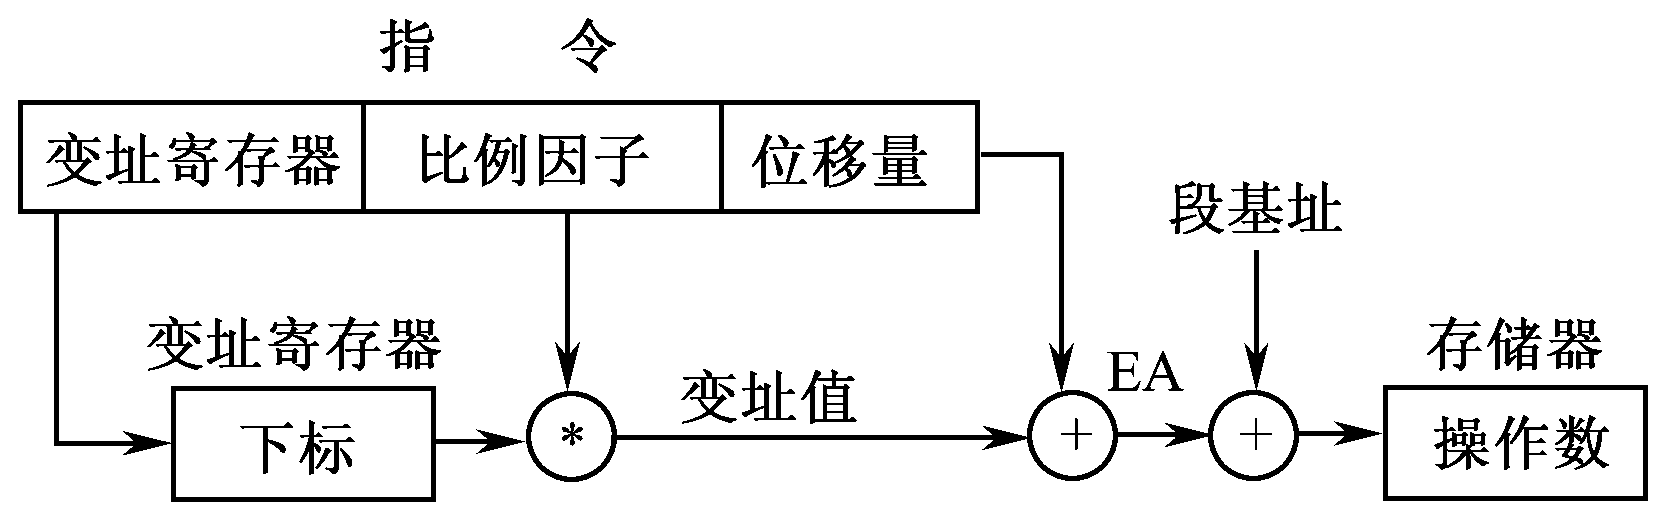 指 令
变址寄存器 比例因子 位移量
段基址
变址寄存器
存储器
EA
变址值
下标
*
+
+
操作数